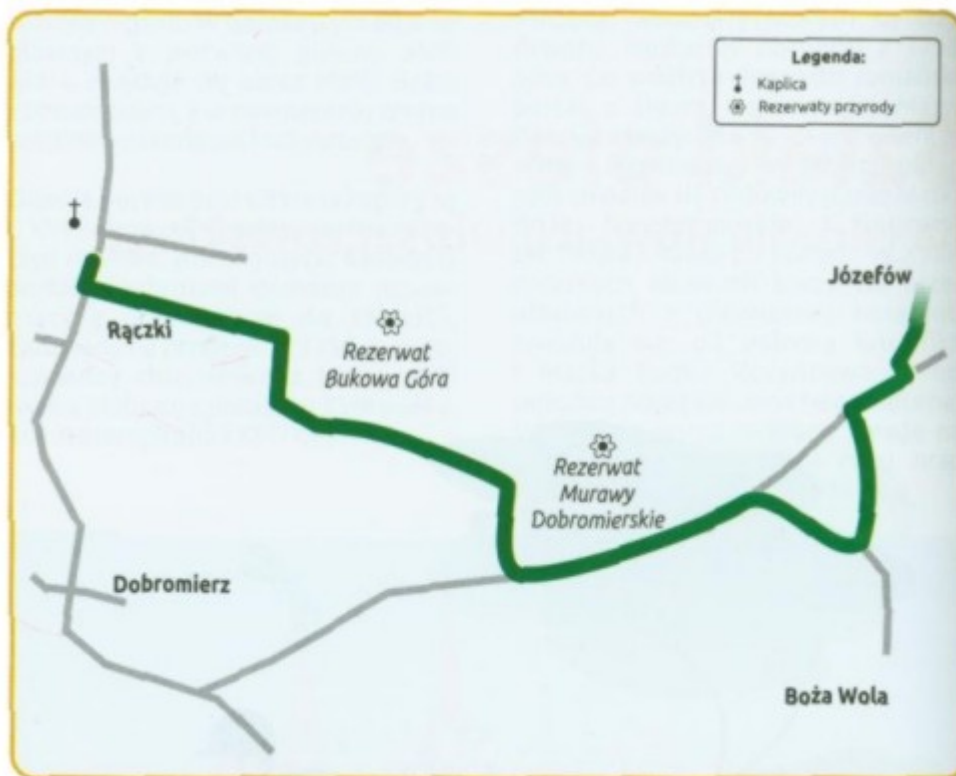 Legenda:
Kaplica
Rezerwaty przyrody
Józefów
Rączki
Rezerwat
Bukowa Góra
Rezerwat
Murawy
Dobromierskie
Dobromierz
Boża Wola